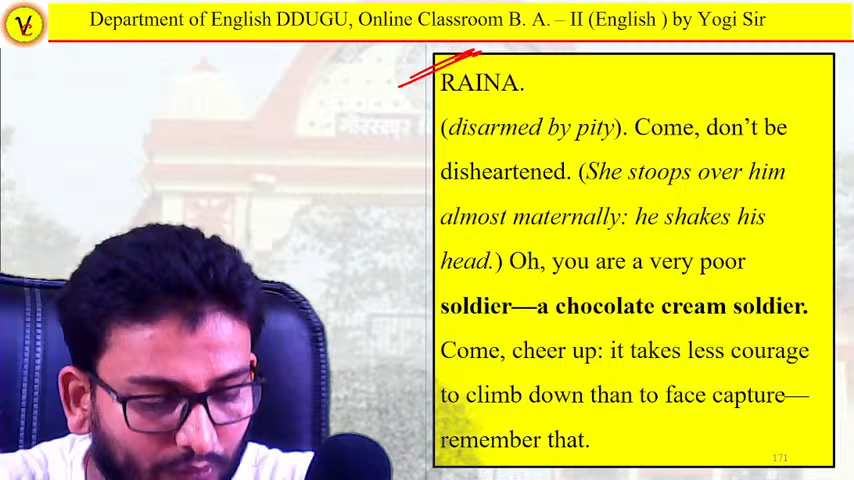 Department of English DDUGU, Online Classroom B. A. – II (English ) by Yogi Sir
RAINA.
(disarmed by pity). Come, don’t be
disheartened. (She stoops over him
almost maternally: he shakes his
head.) Oh, you are a very poor
soldier—a chocolate cream soldier.
Come, cheer up: it takes less courage
to climb down than to face capture—
remember that.
171